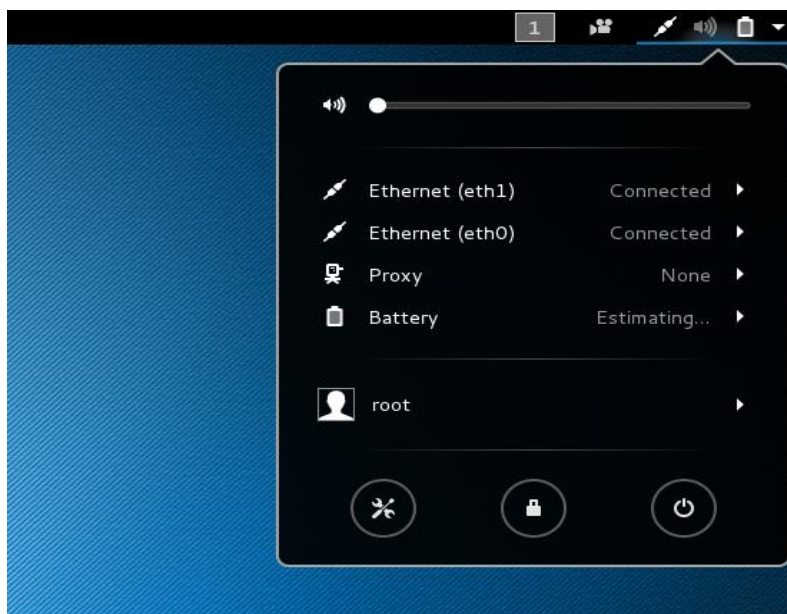 1
Ethernet (eth1) Connected
Ethernet (eth0) Connected
Proxy None
Battery Estimating...
root